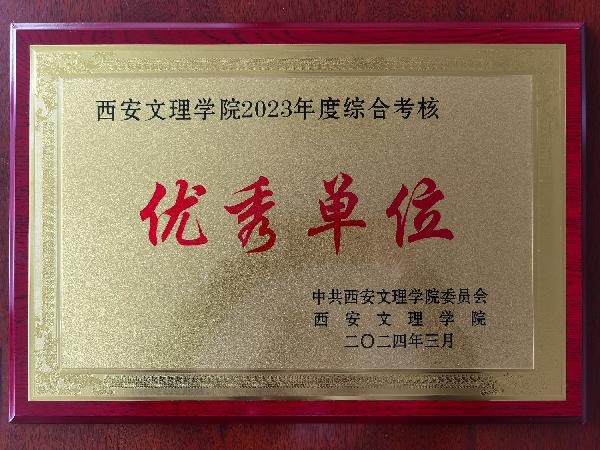 西安文理学院2023年度综合考核
优秀单位
中共西安文理学院委员会
西安文理学院
二〇二四年三月